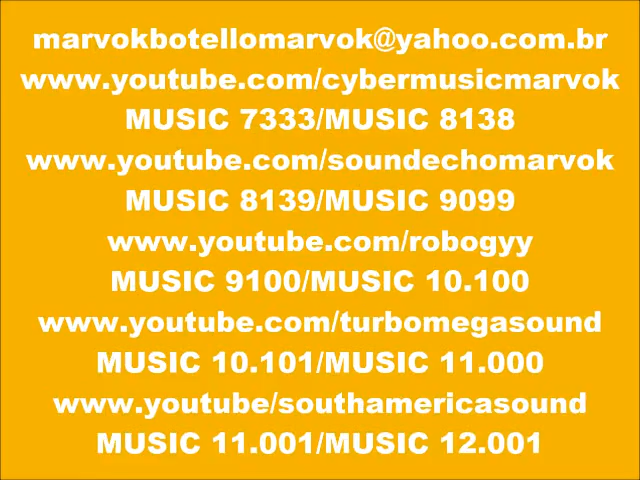 marvokbotellomarvok@yahoo.com.br
www.youtube.com/cybermusicmarvok
MUSIC 7333/MUSIC 8138
www.youtube.com/soundechomarvok
MUSIC 8139/MUSIC 9099
www.youtube.com/robogyy
MUSIC 9100/MUSIC 10.100
www.youtube.com/turbomegasound
MUSIC 10.101/MUSIC 11.000
www.youtube/southamericasound
MUSIC 11.001/MUSIC 12.001